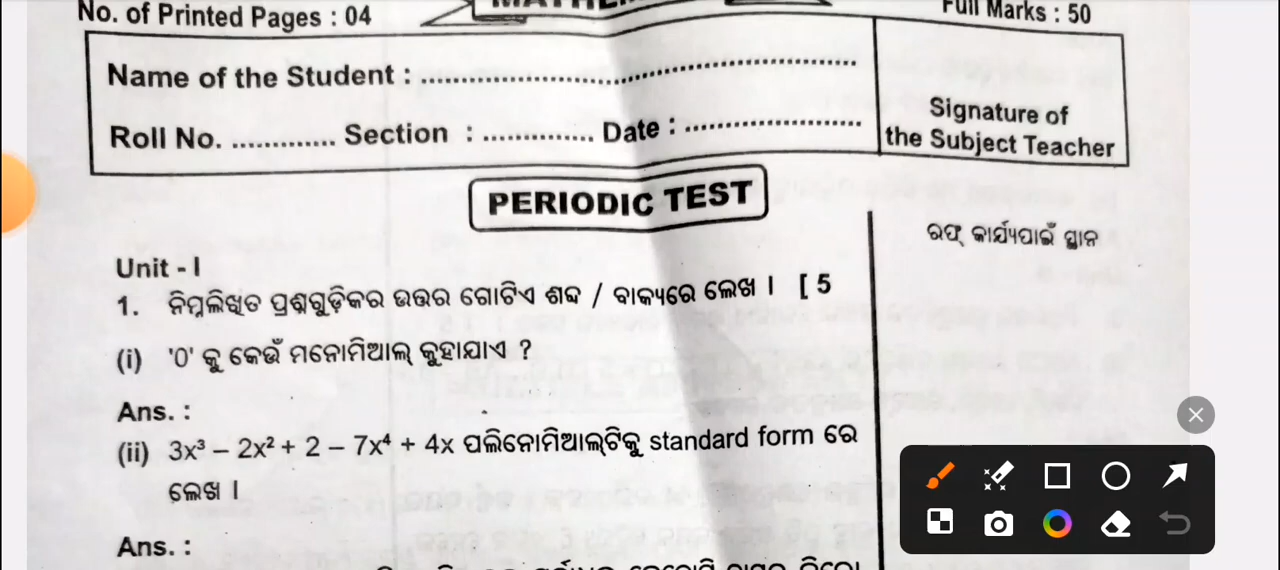 No. of Printed Pages : 04
Full Marks : 50
Name of the Student : ............................................................
Roll No. ............. Section : .............. Date : ......................
Signature of
the Subject Teacher
PERIODIC TEST
ରଫ୍ କାର୍ଯ୍ୟପାଇଁ ସ୍ଥାନ
Unit - I
1. ନିମ୍ନଲିଖିତ ପ୍ରଶ୍ନଗୁଡ଼ିକର ଉତ୍ତର ଗୋଟିଏ ଶବ୍ଦ / ବାକ୍ୟରେ ଲେଖ । [ 5
(i) '0' କୁ କେଉଁ ମନୋମିଆଲ୍ କୁହାଯାଏ ?
Ans. :
(ii) 3x³ – 2x² + 2 – 7x⁴ + 4x ପଲିନୋମିଆଲ୍‌ଟିକୁ standard form ରେ
ଲେଖ ।
Ans. :